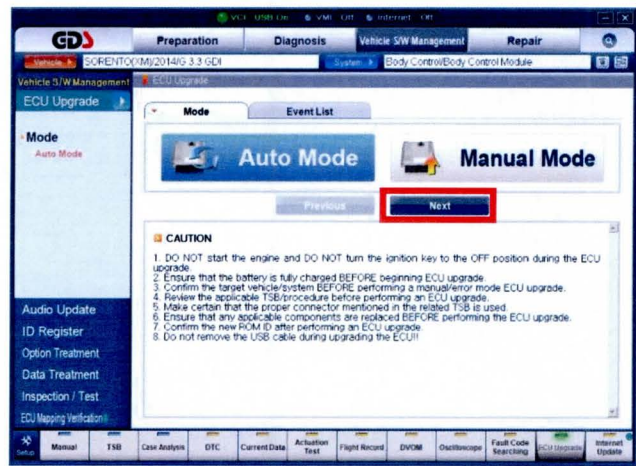 VCI : USB On VMI : Off Internet : Off
GDS Preparation Diagnosis Vehicle S/W Management Repair
Vehicle SORENTO(XM)/2014/G 3.3 GDI System Body Control/Body Control Module
Vehicle S/W Management
ECU Upgrade
ECU Upgrade
Mode Event List
Mode
Auto Mode
Auto Mode Manual Mode
Previous Next
CAUTION
1. DO NOT start the engine and DO NOT turn the ignition key to the OFF position during the ECU
upgrade.
2. Ensure that the battery is fully charged BEFORE beginning ECU upgrade.
3. Confirm the target vehicle/system BEFORE performing a manual/error mode ECU upgrade.
4. Review the applicable TSB/procedure before performing an ECU upgrade.
5. Make certain that the proper connector mentioned in the related TSB is used.
6. Ensure that any applicable components are replaced BEFORE performing the ECU upgrade.
7. Confirm the new ROM ID after performing an ECU upgrade.
8. Do not remove the USB cable during upgrading the ECU!!
Audio Update
ID Register
Option Treatment
Data Treatment
Inspection / Test
ECU Mapping Verification
Setup Manual TSB Case Analysis DTC Current Data Actuation Test Flight Record DVOM Oscilloscope Fault Code Searching ECU Upgrade Internet Update